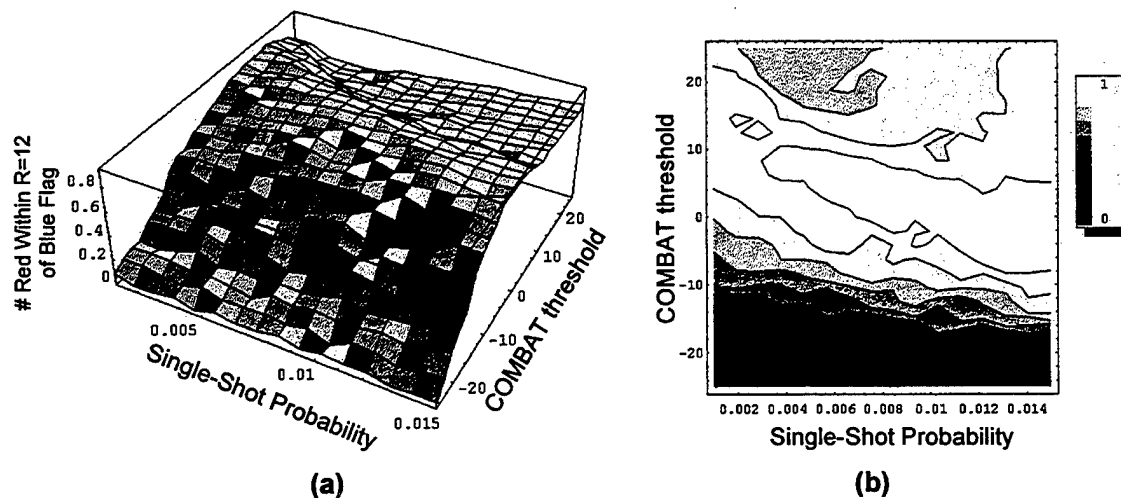 # Red Within R=12
of Blue Flag
0.8
0.6
0.4
0.2
0
0.005
0.01
0.015
Single-Shot Probability
-20
-10
0
10
20
COMBAT threshold
(a)
20
10
0
-10
-20
COMBAT threshold
0.002 0.004 0.006 0.008 0.01 0.012 0.014
Single-Shot Probability
1
0
(b)